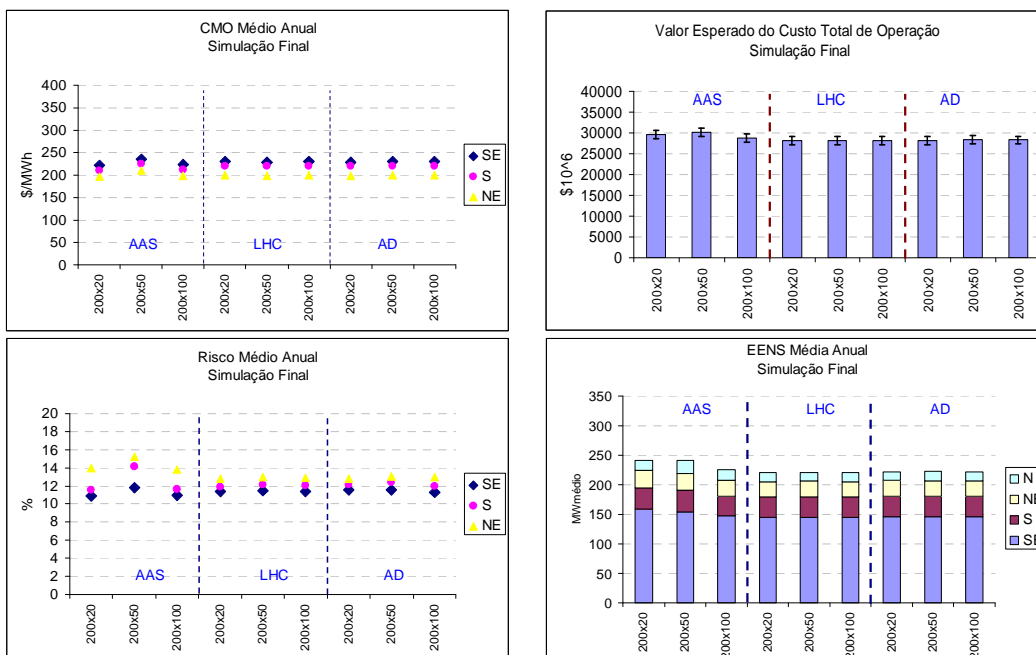 CMO Médio Anual
Simulação Final
400
350
300
250
200
150
100
50
0
$/MWh
AAS
LHC
AD
200x20
200x50
200x100
200x20
200x50
200x100
200x20
200x50
200x100
SE
S
NE
Valor Esperado do Custo Total de Operação
Simulação Final
40000
35000
30000
25000
20000
15000
10000
5000
0
$10^6
AAS
LHC
AD
200x20
200x50
200x100
200x20
200x50
200x100
200x20
200x50
200x100
Risco Médio Anual
Simulação Final
20
18
16
14
12
10
8
6
4
2
0
%
AAS
LHC
AD
200x20
200x50
200x100
200x20
200x50
200x100
200x20
200x50
200x100
SE
S
NE
EENS Média Anual
Simulação Final
350
300
250
200
150
100
50
0
MWmédio
AAS
LHC
AD
200x20
200x50
200x100
200x20
200x50
200x100
200x20
200x50
200x100
N
NE
S
SE